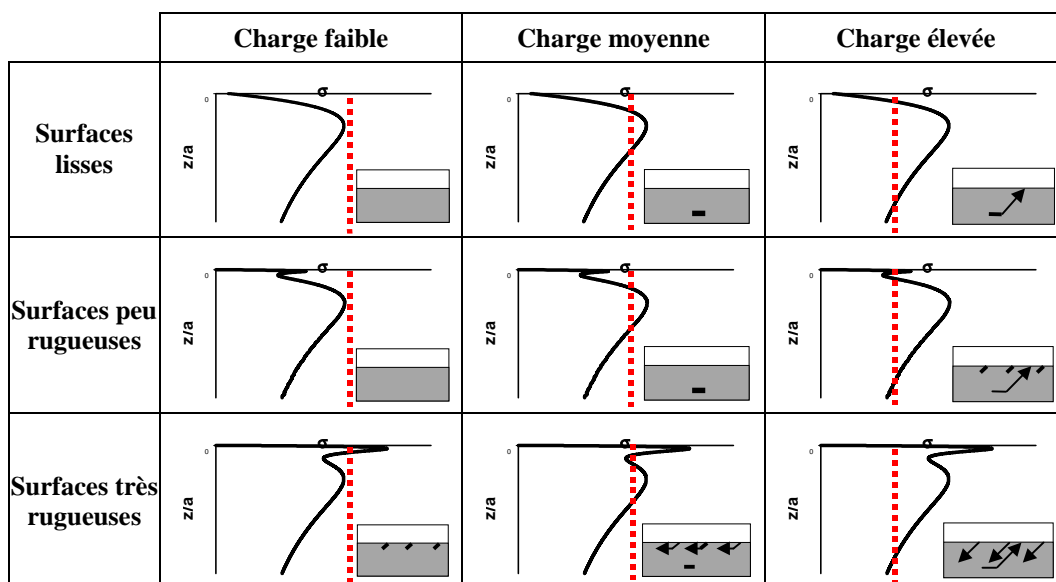 Charge faible
Charge moyenne
Charge élevée
Surfaces
lisses
σ
0
z/a
σ
0
z/a
σ
0
z/a
Surfaces peu
rugueuses
σ
0
z/a
σ
0
z/a
σ
0
z/a
Surfaces très
rugueuses
σ
0
z/a
σ
0
z/a
σ
0
z/a